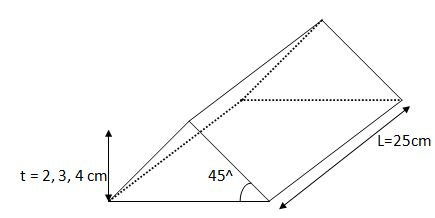 L=25cm
t = 2, 3, 4 cm
45^